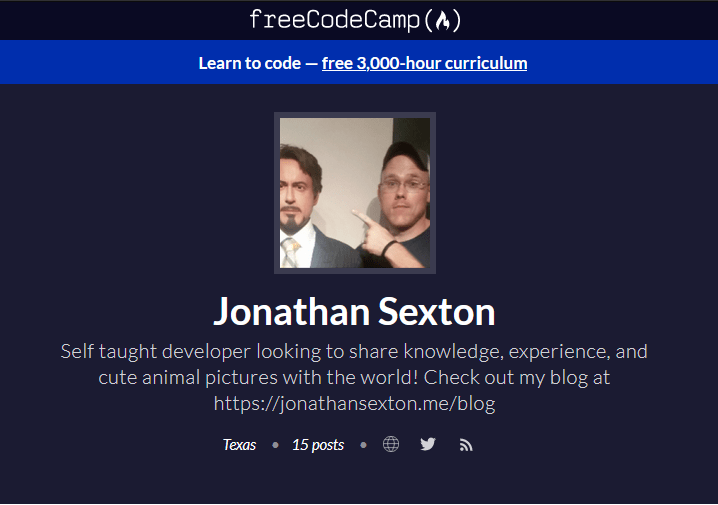 freeCodeCamp(🔥)
Learn to code — free 3,000-hour curriculum
Jonathan Sexton
Self taught developer looking to share knowledge, experience, and
cute animal pictures with the world! Check out my blog at
https://jonathansexton.me/blog
Texas • 15 posts •